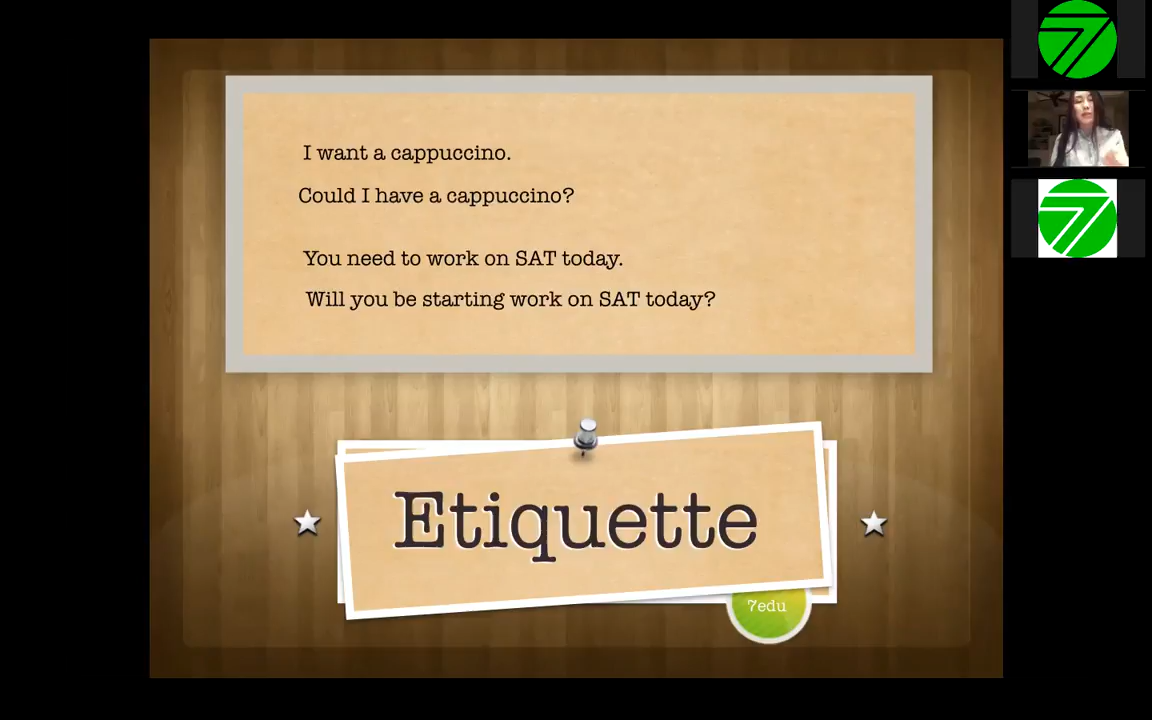 I want a cappuccino.
Could I have a cappuccino?
You need to work on SAT today.
Will you be starting work on SAT today?
Etiquette
7edu